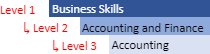 Level 1 Business Skills
↳ Level 2 Accounting and Finance
↳ Level 3 Accounting